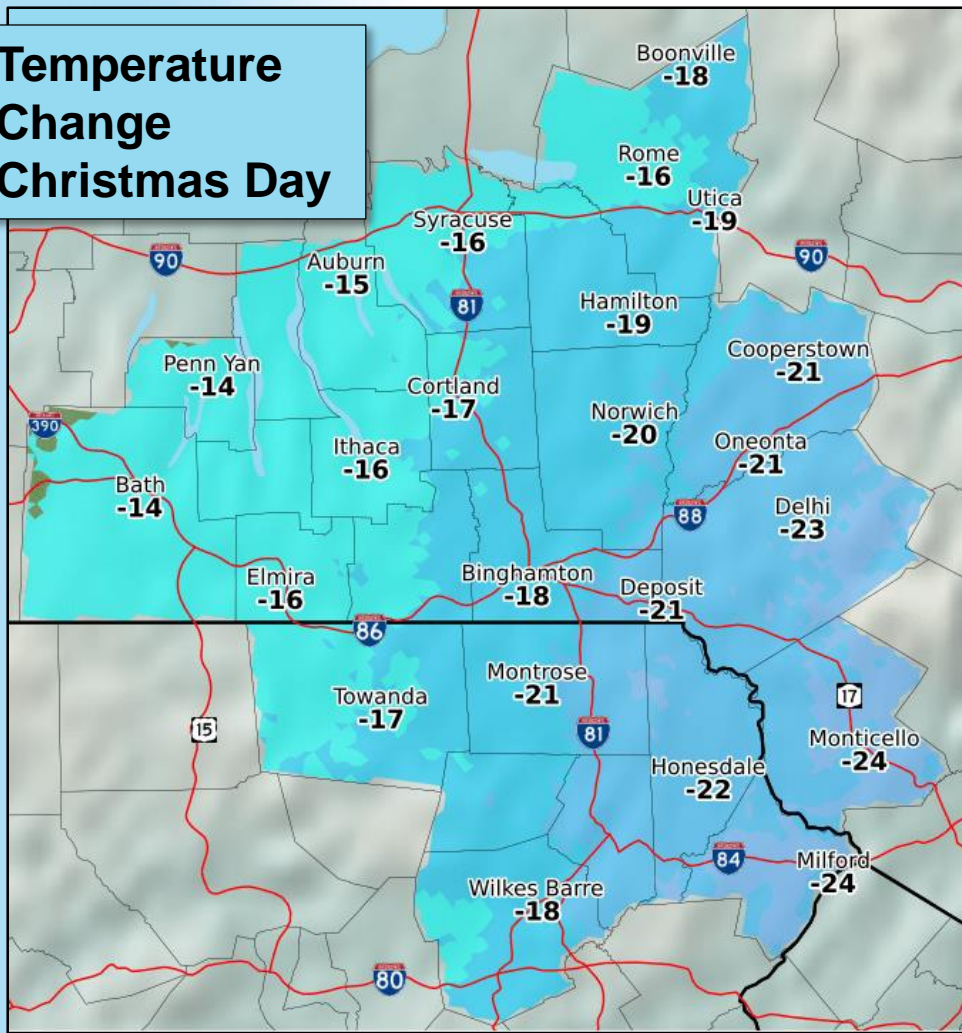 Temperature
Change
Christmas Day
Boonville
-18
Rome
-16
Utica
-19
Syracuse
-16
90
90
Auburn
-15
81
Hamilton
-19
Cooperstown
-21
Penn Yan
-14
Cortland
-17
Norwich
-20
390
Ithaca
-16
Oneonta
-21
Bath
-14
88
Delhi
-23
Elmira
-16
Binghamton
-18
Deposit
-21
86
Towanda
-17
Montrose
-21
17
15
81
Monticello
-24
Honesdale
-22
84
Milford
-24
Wilkes Barre
-18
80